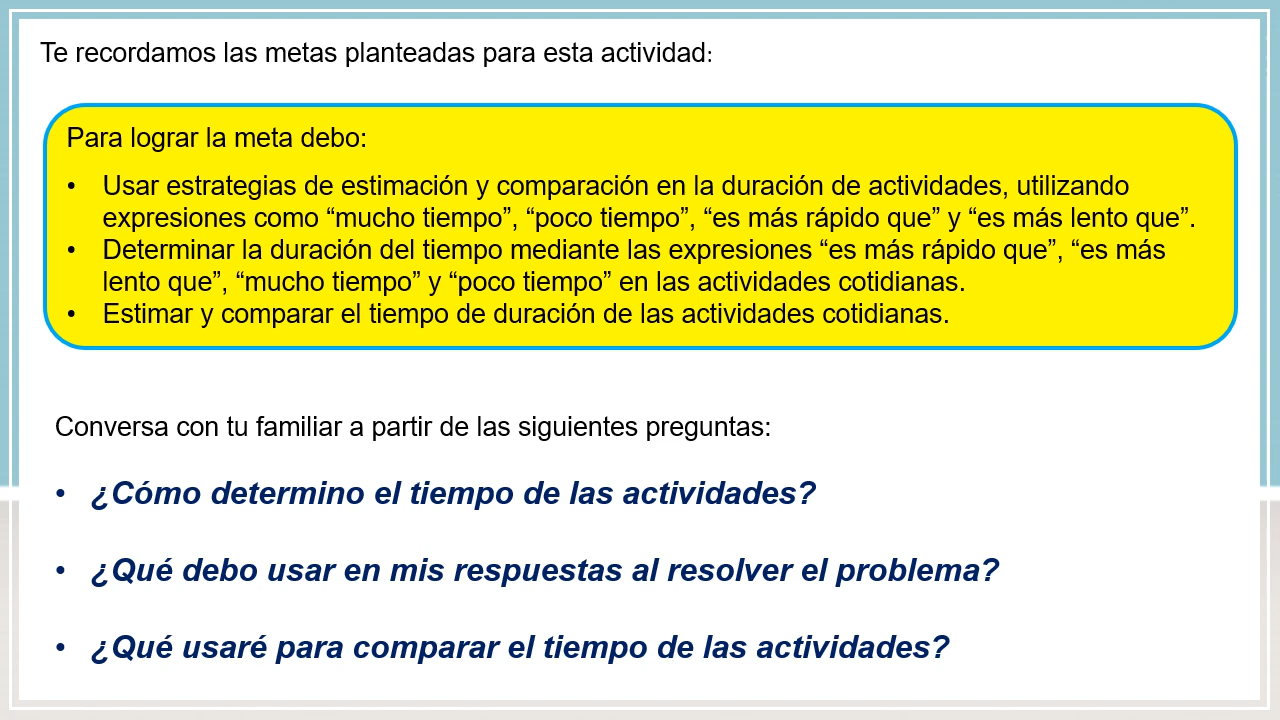 Te recordamos las metas planteadas para esta actividad:
Para lograr la meta debo:
• Usar estrategias de estimación y comparación en la duración de actividades, utilizando
expresiones como “mucho tiempo”, “poco tiempo”, “es más rápido que” y “es más lento que”.
• Determinar la duración del tiempo mediante las expresiones “es más rápido que”, “es más
lento que”, “mucho tiempo” y “poco tiempo” en las actividades cotidianas.
• Estimar y comparar el tiempo de duración de las actividades cotidianas.
Conversa con tu familiar a partir de las siguientes preguntas:
• ¿Cómo determino el tiempo de las actividades?
• ¿Qué debo usar en mis respuestas al resolver el problema?
• ¿Qué usaré para comparar el tiempo de las actividades?